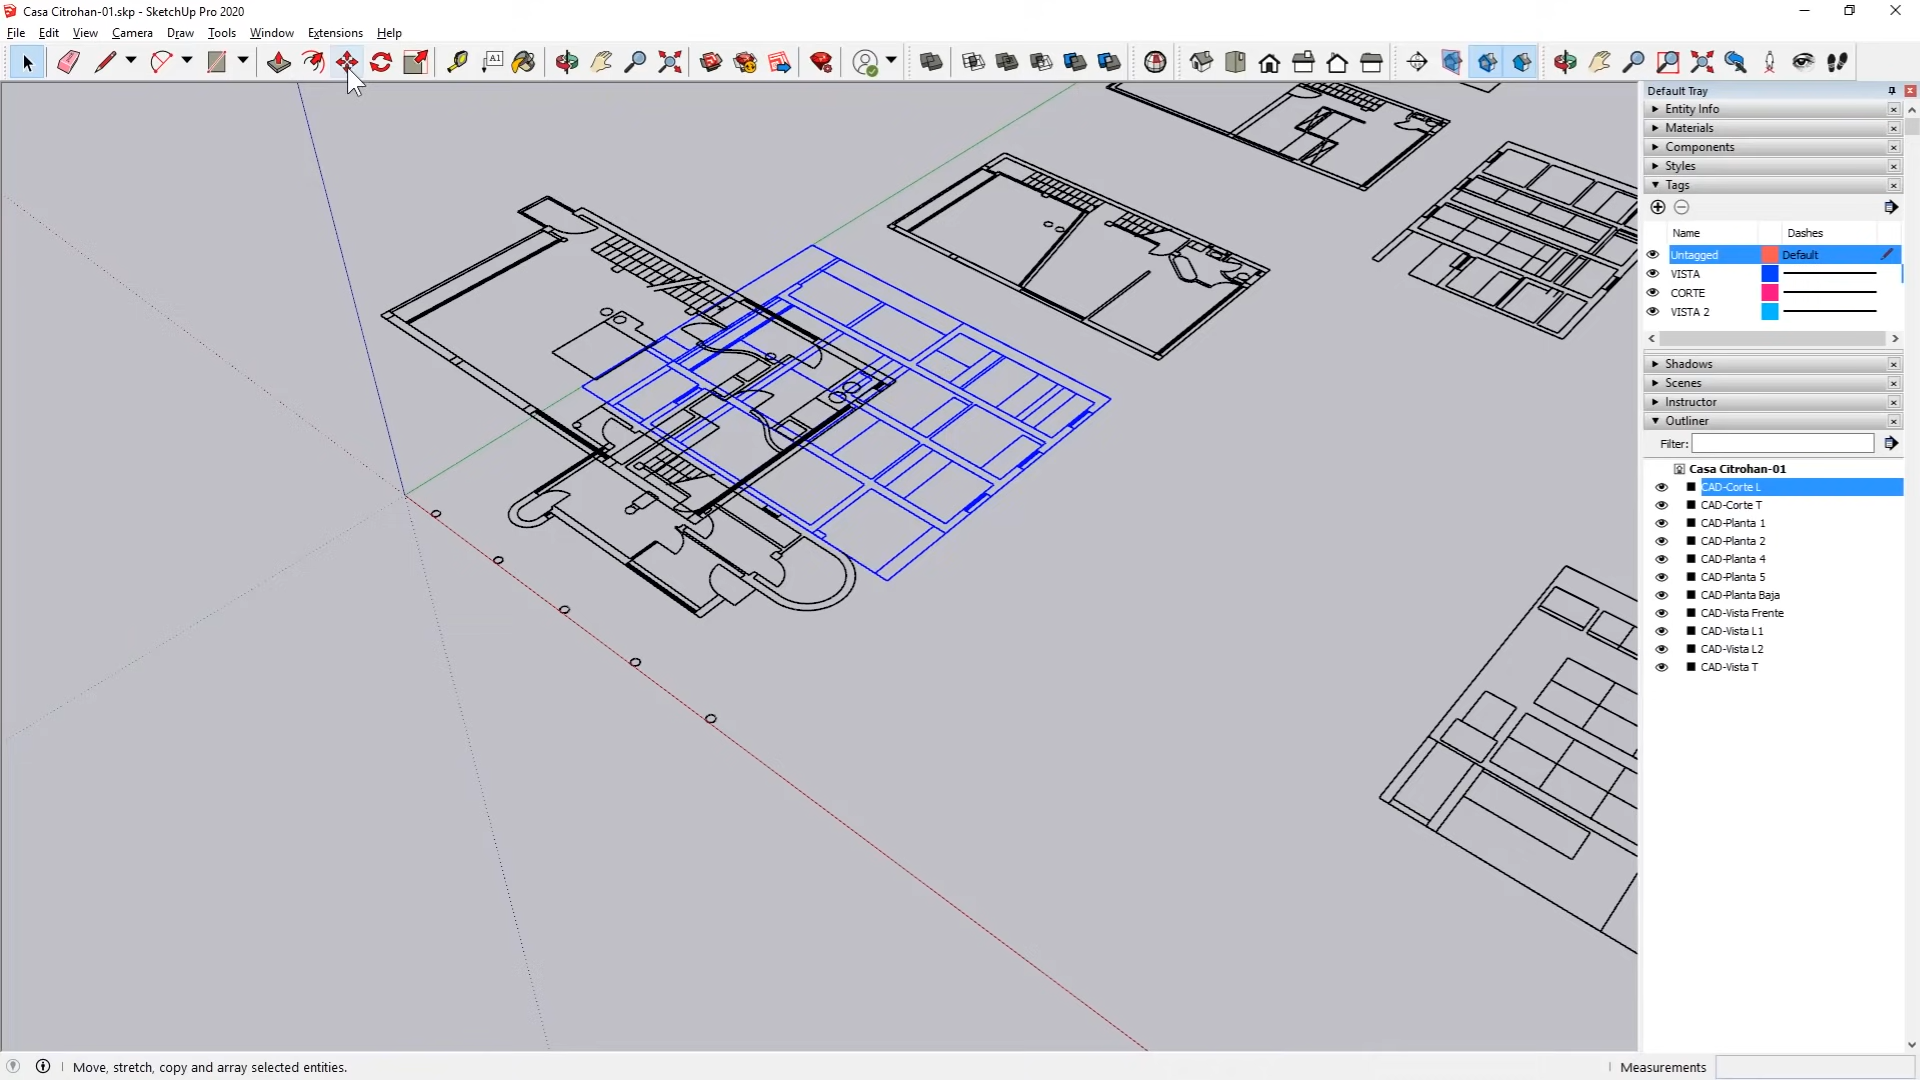 Casa Citrohan-01.skp - SketchUp Pro 2020
File Edit View Camera Draw Tools Window Extensions Help
A1
Default Tray
Entity Info
Materials
Components
Styles
Tags
Name Dashes
Untagged Default
VISTA
CORTE
VISTA 2
Shadows
Scenes
Instructor
Outliner
Filter:
Casa Citrohan-01
CAD-Corte L
CAD-Corte T
CAD-Planta 1
CAD-Planta 2
CAD-Planta 4
CAD-Planta 5
CAD-Planta Baja
CAD-Vista Frente
CAD-Vista L1
CAD-Vista L2
CAD-Vista T
Move, stretch, copy and array selected entities.
Measurements